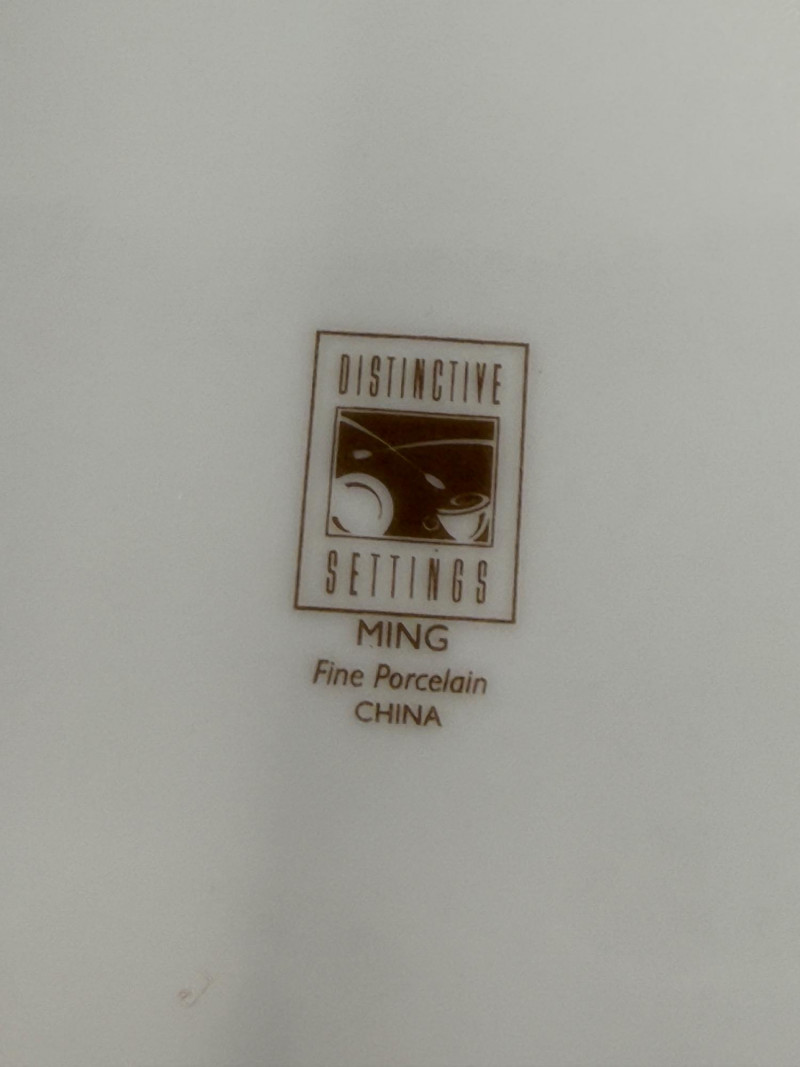 DISTINCTIVE
SETTINGS
MING
Fine Porcelain
CHINA